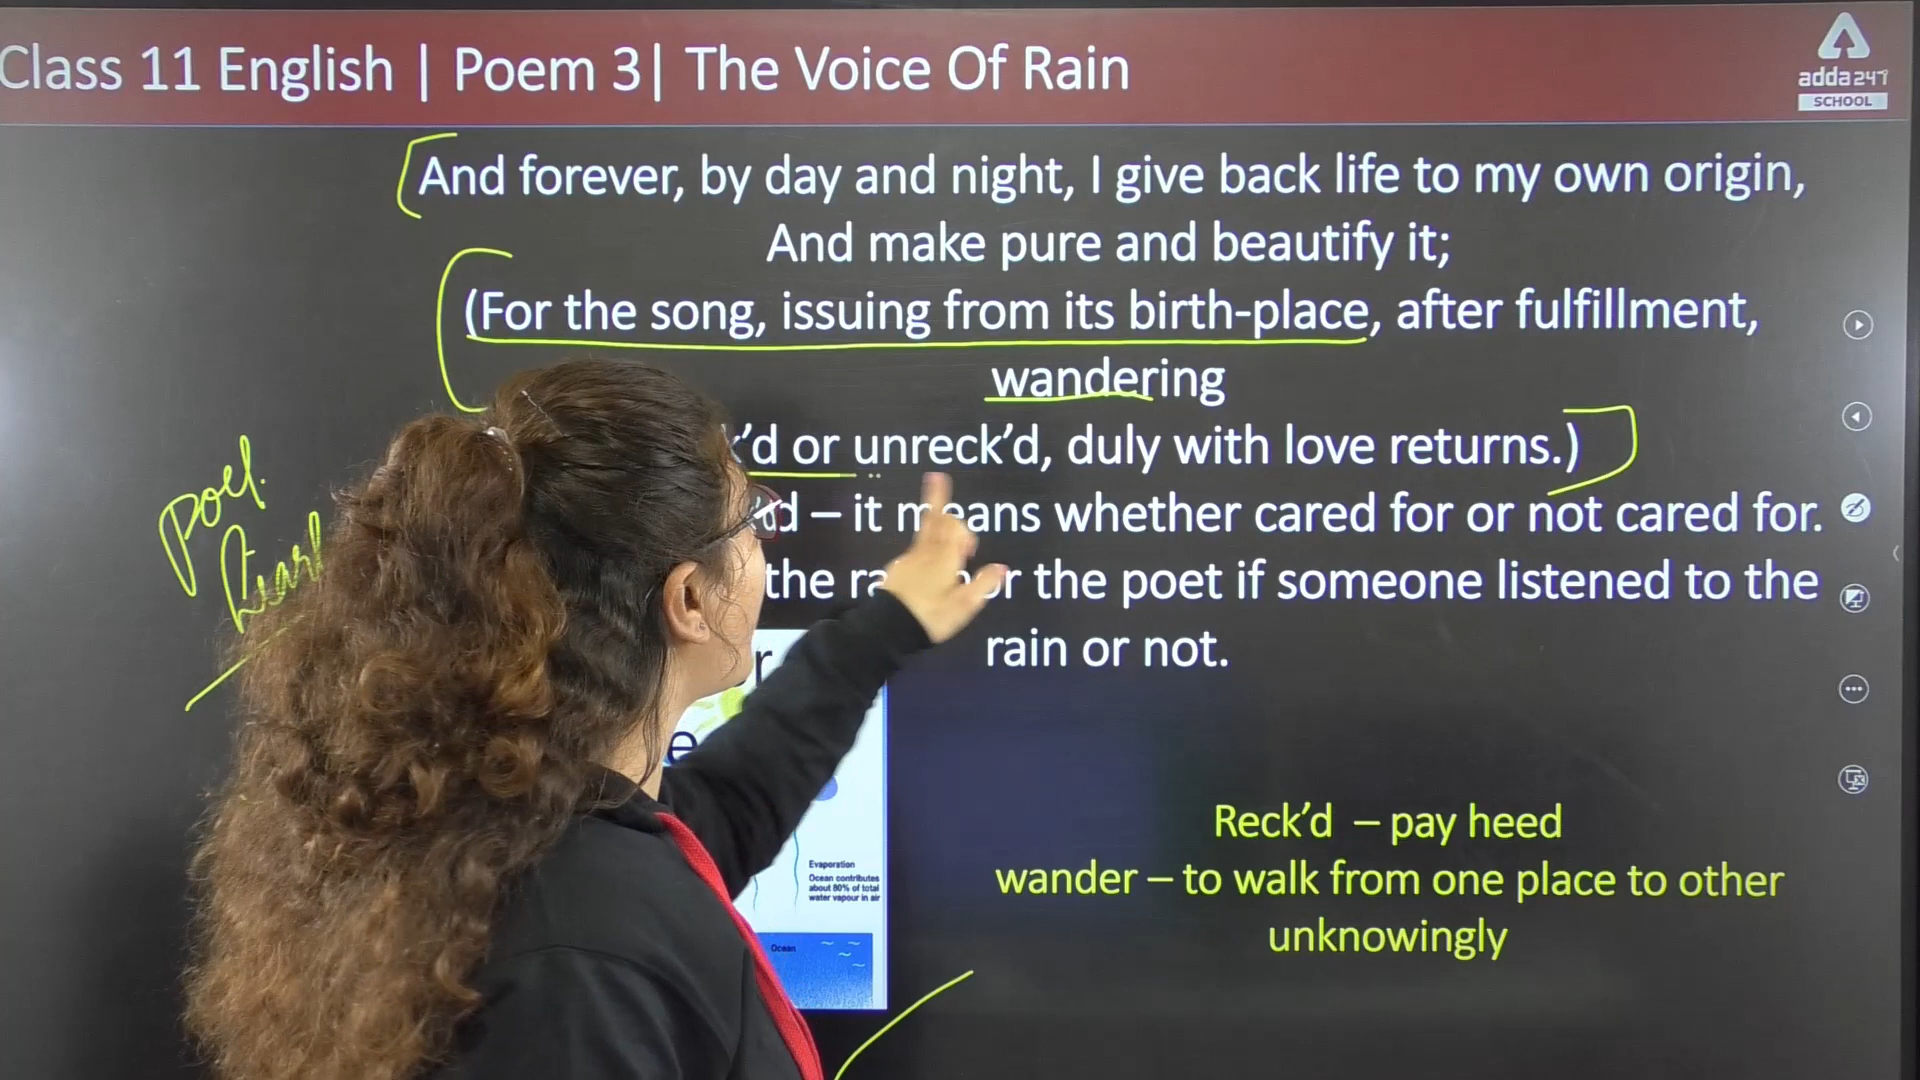 Class 11 English | Poem 3| The Voice Of Rain
adda247
SCHOOL
And forever, by day and night, I give back life to my own origin,
And make pure and beautify it;
(For the song, issuing from its birth-place, after fulfillment,
wandering
or unreck’d, duly with love returns.)
– it means whether cared for or not cared for.
the or the poet if someone listened to the
rain or not.
poet
Evaporation
Ocean contributes
about 80% of total
water vapour in air
Ocean
Reck’d – pay heed
wander – to walk from one place to other
unknowingly